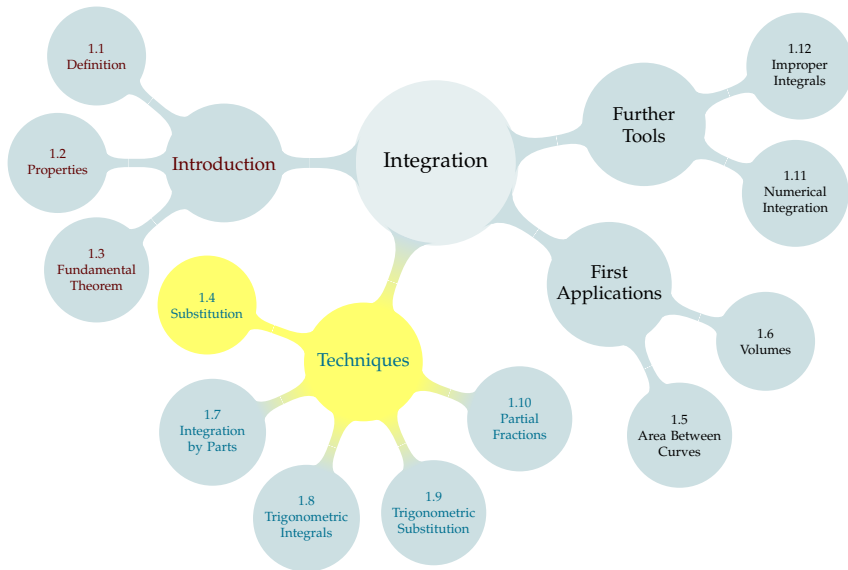 1.1
Definition
1.2
Properties
1.3
Fundamental
Theorem
Introduction
Integration
Further
Tools
1.12
Improper
Integrals
1.11
Numerical
Integration
First
Applications
1.6
Volumes
1.5
Area Between
Curves
Techniques
1.4
Substitution
1.7
Integration
by Parts
1.8
Trigonometric
Integrals
1.9
Trigonometric
Substitution
1.10
Partial
Fractions